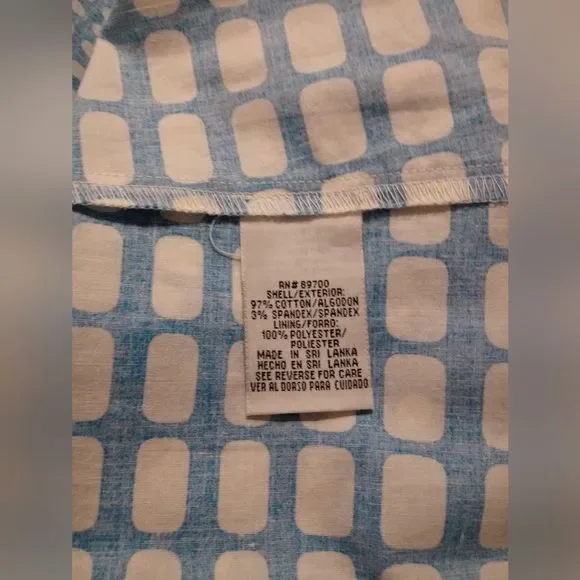 RN# 69700
SHELL/EXTERIOR:
97% COTTON/ALGODON
3% SPANDEX/SPANDEX
LINING/FORRO:
100% POLYESTER/
POLIESTER
MADE IN SRI LANKA
HECHO EN SRI LANKA
SEE REVERSE FOR CARE
VER AL DORSO PARA CUIDADO